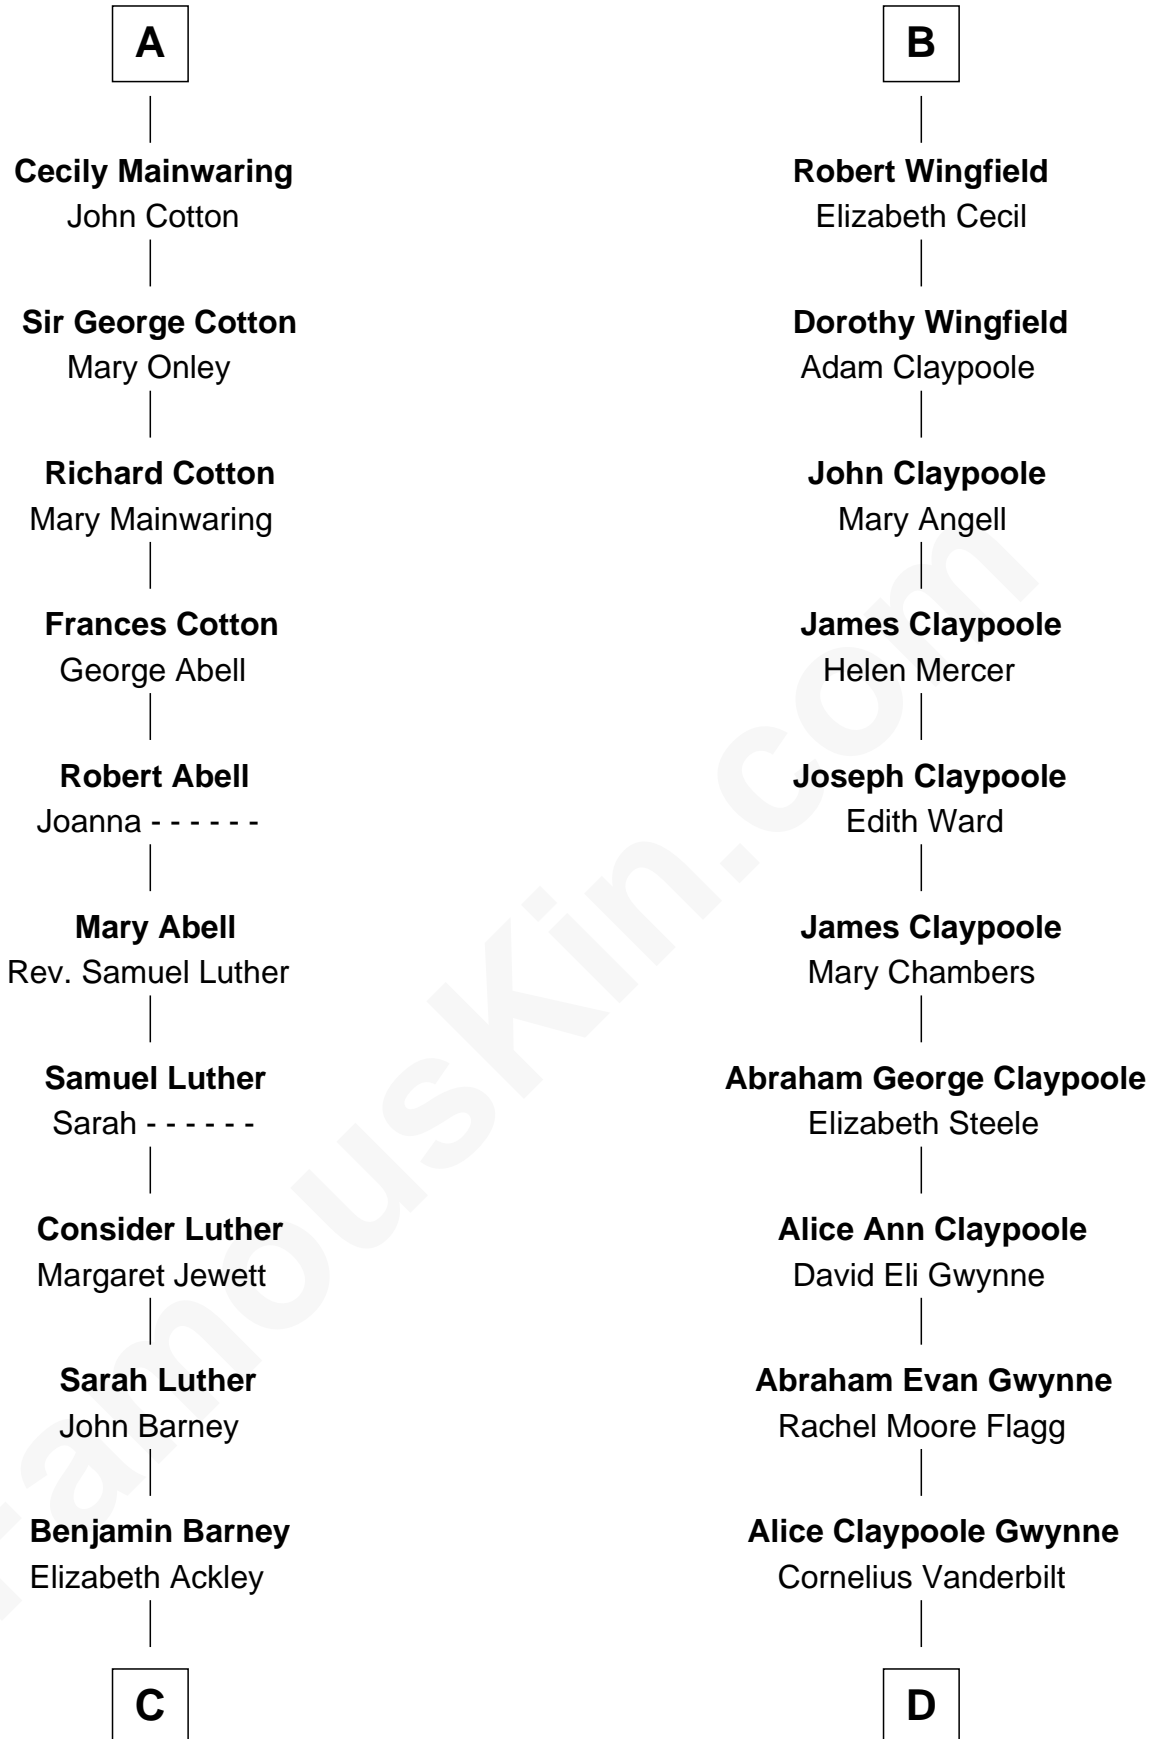 A
Cecily Mainwaring
John Cotton
Sir George Cotton
Mary Onley
Richard Cotton
Mary Mainwaring
Frances Cotton
George Abell
Robert Abell
Joanna - - - - - -
Mary Abell
Rev. Samuel Luther
Samuel Luther
Sarah - - - - - -
Consider Luther
Margaret Jewett
Sarah Luther
John Barney
Benjamin Barney
Elizabeth Ackley
C
B
Robert Wingfield
Elizabeth Cecil
Dorothy Wingfield
Adam Claypoole
John Claypoole
Mary Angell
James Claypoole
Helen Mercer
Joseph Claypoole
Edith Ward
James Claypoole
Mary Chambers
Abraham George Claypoole
Elizabeth Steele
Alice Ann Claypoole
David Eli Gwynne
Abraham Evan Gwynne
Rachel Moore Flagg
Alice Claypoole Gwynne
Cornelius Vanderbilt
D
FamousKin.com